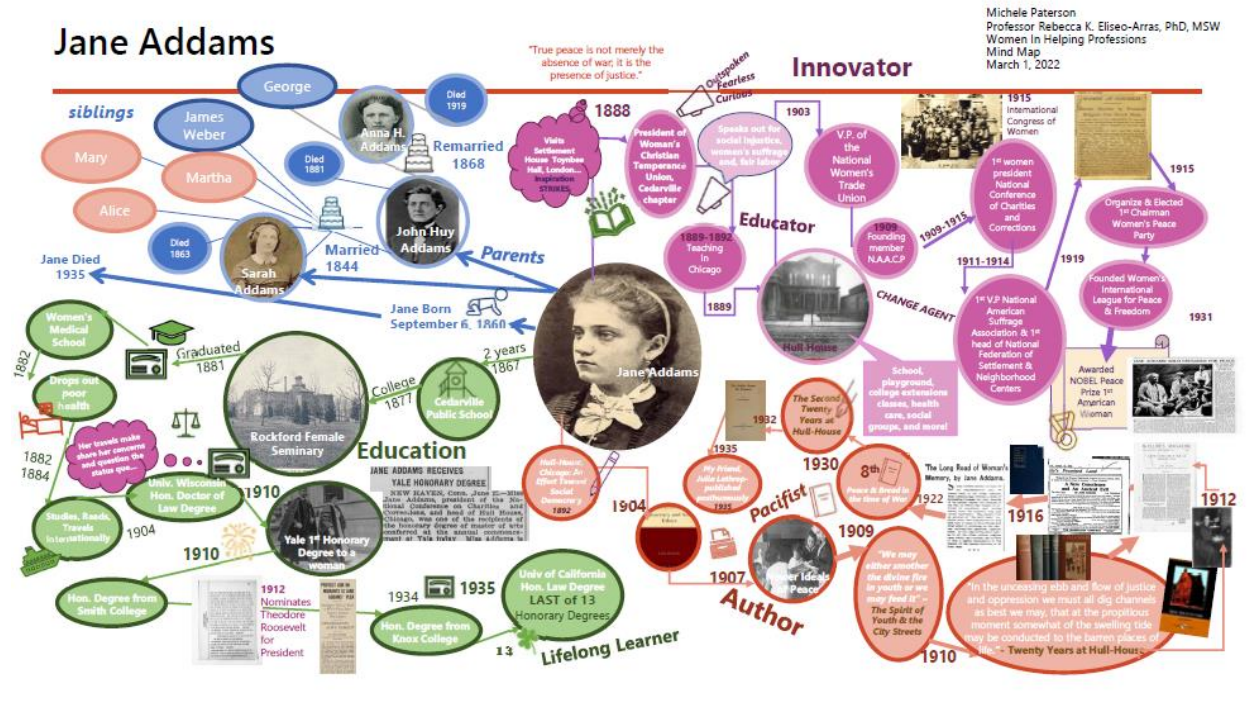 Jane Addams
Michele Paterson
Professor Rebecca K. Eliseo-Arras, PhD, MSW
Women In Helping Professions
Mind Map
March 1, 2022
"True peace is not merely the
absence of war, it is the
presence of justice."
Outspoken
Fearless
Curious
Innovator
siblings
George
James
Weber
Mary
Martha
Alice
Anna H.
Addams
Died
1919
Remarried
1868
Died
1881
John Huy
Addams
Died
1863
Sarah
Addams
Married
1844
Parents
Jane Died
1935
Jane Born
September 6, 1860
Jane Addams
1888
Visits
Settlement
House Toynbee
Hall, London...
Inspiration
STRIKES
President of
Woman's
Christian
Temperance
Union,
Cedarville
chapter
Speaks out for
social injustice,
women's suffrage
and, fair labor
1903
V.P. of
the
National
Women's
Trade
Union
1915
International
Congress of
Women
1st women
president
National
Conference
of Charities
and
Corrections
1915
Organize & Elected
1st Chairman
Women's Peace
Party
Educator
1889-1892
Teaching
In
Chicago
1889
Hull House
1909
Founding
member
N.A.A.C.P
1909-1915
1911-1914
1919
CHANGE AGENT
1st V.P National
American
Suffrage
Association & 1st
head of National
Federation of
Settlement &
Neighborhood
Centers
Founded Women's
International
League for Peace
& Freedom
1931
Awarded
NOBEL Peace
Prize 1st
American
Woman
School,
playground,
college extension
classes, health
care, social
groups, and more!
2 years
1867
Cedarville
Public School
College
1877
Rockford Female
Seminary
Graduated
1881
Women's
Medical
School
1882
Drops out
poor
health
1882
1884
Her travels make
share her concerns
and question the
status quo...
Education
Studies, Reads,
Travels
Internationally
1904
Univ. Wisconsin
Hon. Doctor of
Law Degree
1910
Yale 1st Honorary
Degree to a
woman
JANE ADDAMS RECEIVES
YALE HONORARY DEGREE
1910
Hon. Degree from
Smith College
1912
Nominates
Theodore
Roosevelt
for
President
1934
Hon. Degree from
Knox College
1935
13
Univ of California
Hon. Law Degree
LAST of 13
Honorary Degrees
Lifelong Learner
Hull-House,
Chicago: An
Effort Toward
Social
Democracy
1892
1904
1907
Author
Newer Ideals
of Peace
1909
Pacifist
"We may
either smother
the divine fire
in youth or we
may feed it" –
The Spirit of
Youth & the
City Streets
1910
"In the unceasing ebb and flow of justice
and oppression we must all dig channels
as best we may, that at the propitious
moment somewhat of the swelling tide
may be conducted to the barren places of
life."- Twenty Years at Hull-House
1912
1916
The Long Road of Woman's
Memory, by Jane Addams.
1922
8th
Peace & Bread in
the time of War
1930
The Second
Twenty
Years at
Hull-House
1932
1935
My Friend,
Julia Lathrop-
published
posthumously
1935